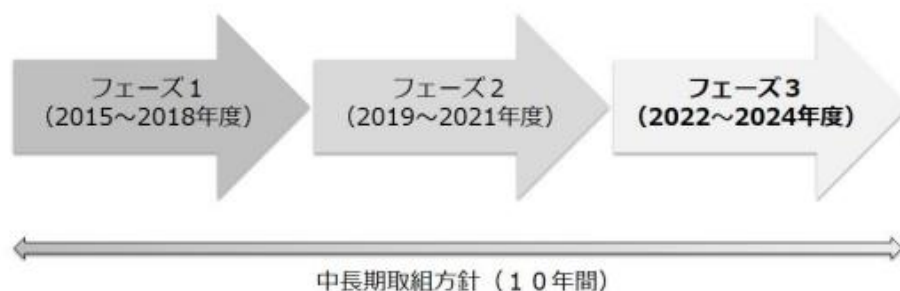 フェーズ１
（2015～2018年度）
フェーズ２
（2019～2021年度）
フェーズ３
（2022～2024年度）
中長期取組方針（１０年間）